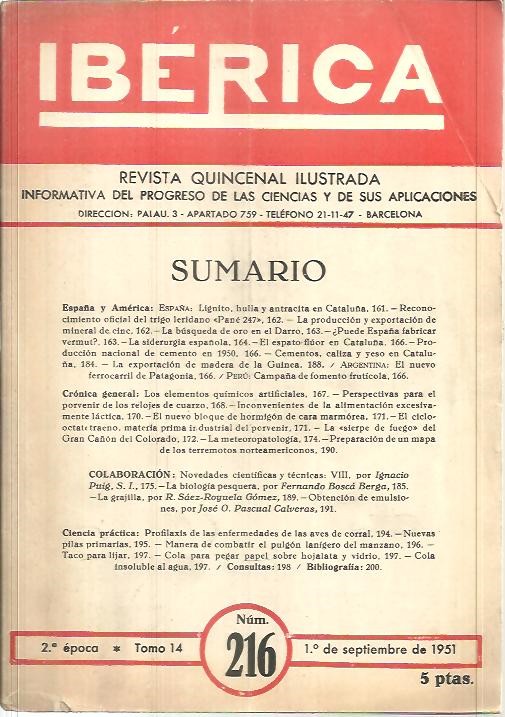 IBÉRICA
REVISTA QUINCENAL ILUSTRADA
INFORMATIVA DEL PROGRESO DE LAS CIENCIAS Y DE SUS APLICACIONES
DIRECCION: PALAU. 3 - APARTADO 759 - TELÉFONO 21-11-47 - BARCELONA
SUMARIO
España y América: ESPAÑA: Lignito, hulla y antracita en Cataluña, 161. — Recono-
cimiento oficial del trigo leridano «Pané 247», 162. — La producción y exportación de
mineral de cinc, 162. — La búsqueda de oro en el Darro, 163. — ¿Puede España fabricar
vermut?, 163. — La siderurgia española, 164. — El espato-flúor en Cataluña, 166. — Pro-
ducción nacional de cemento en 1950, 166. — Cementos, caliza y yeso en Catalu-
ña, 184. — La exportación de madera de la Guinea, 188. / ARGENTINA: El nuevo
ferrocarril de Patagonia, 166. / PERÚ: Campaña de fomento frutícola, 166.
Crónica general: Los elementos químicos artificiales, 167. — Perspectivas para el
porvenir de los relojes de cuarzo, 168. — Inconvenientes de la alimentación excesiva-
mente láctica, 170. — El nuevo bloque de hormigón de cara marmórea, 171. — El ciclo-
octatetraeno, materia prima industrial del porvenir, 171. — La «sierpe de fuego» del
Gran Cañón del Colorado, 172. — La meteoropatología, 174. — Preparación de un mapa
de los terremotos norteamericanos, 190.
COLABORACIÓN: Novedades científicas y técnicas: VIII, por Ignacio
Puig, S. I., 175. — La biología pesquera, por Fernando Boscá Berga, 185.
— La grajilla, por R. Sáez-Royuela Gómez, 189. — Obtención de emulsio-
nes, por José O. Pascual Calveras, 191.
Ciencia práctica: Profilaxis de las enfermedades de las aves de corral, 194. — Nuevas
pilas primarias, 195. — Manera de combatir el pulgón lanígero del manzano, 196. —
Taco para lijar, 197. — Cola para pegar papel sobre hojalata y vidrio, 197. — Cola
insoluble al agua, 197. / Consultas: 198 / Bibliografía: 200.
2.ª época * Tomo 14
Núm.
216
1.º de septiembre de 1951
5 ptas.